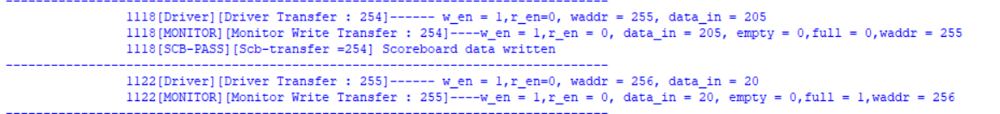 --------------------------------------------------------------------------------
1118[Driver][Driver Transfer : 254]------ w_en = 1,r_en=0, waddr = 255, data_in = 205
1118[MONITOR][Monitor Write Transfer : 254]----w_en = 1,r_en = 0, data_in = 205, empty = 0,full = 0,waddr = 255
1118[SCB-PASS][Scb-transfer =254] Scoreboard data written
--------------------------------------------------------------------------------
1122[Driver][Driver Transfer : 255]------ w_en = 1,r_en=0, waddr = 256, data_in = 20
1122[MONITOR][Monitor Write Transfer : 255]----w_en = 1,r_en = 0, data_in = 20, empty = 0,full = 1,waddr = 256
--------------------------------------------------------------------------------